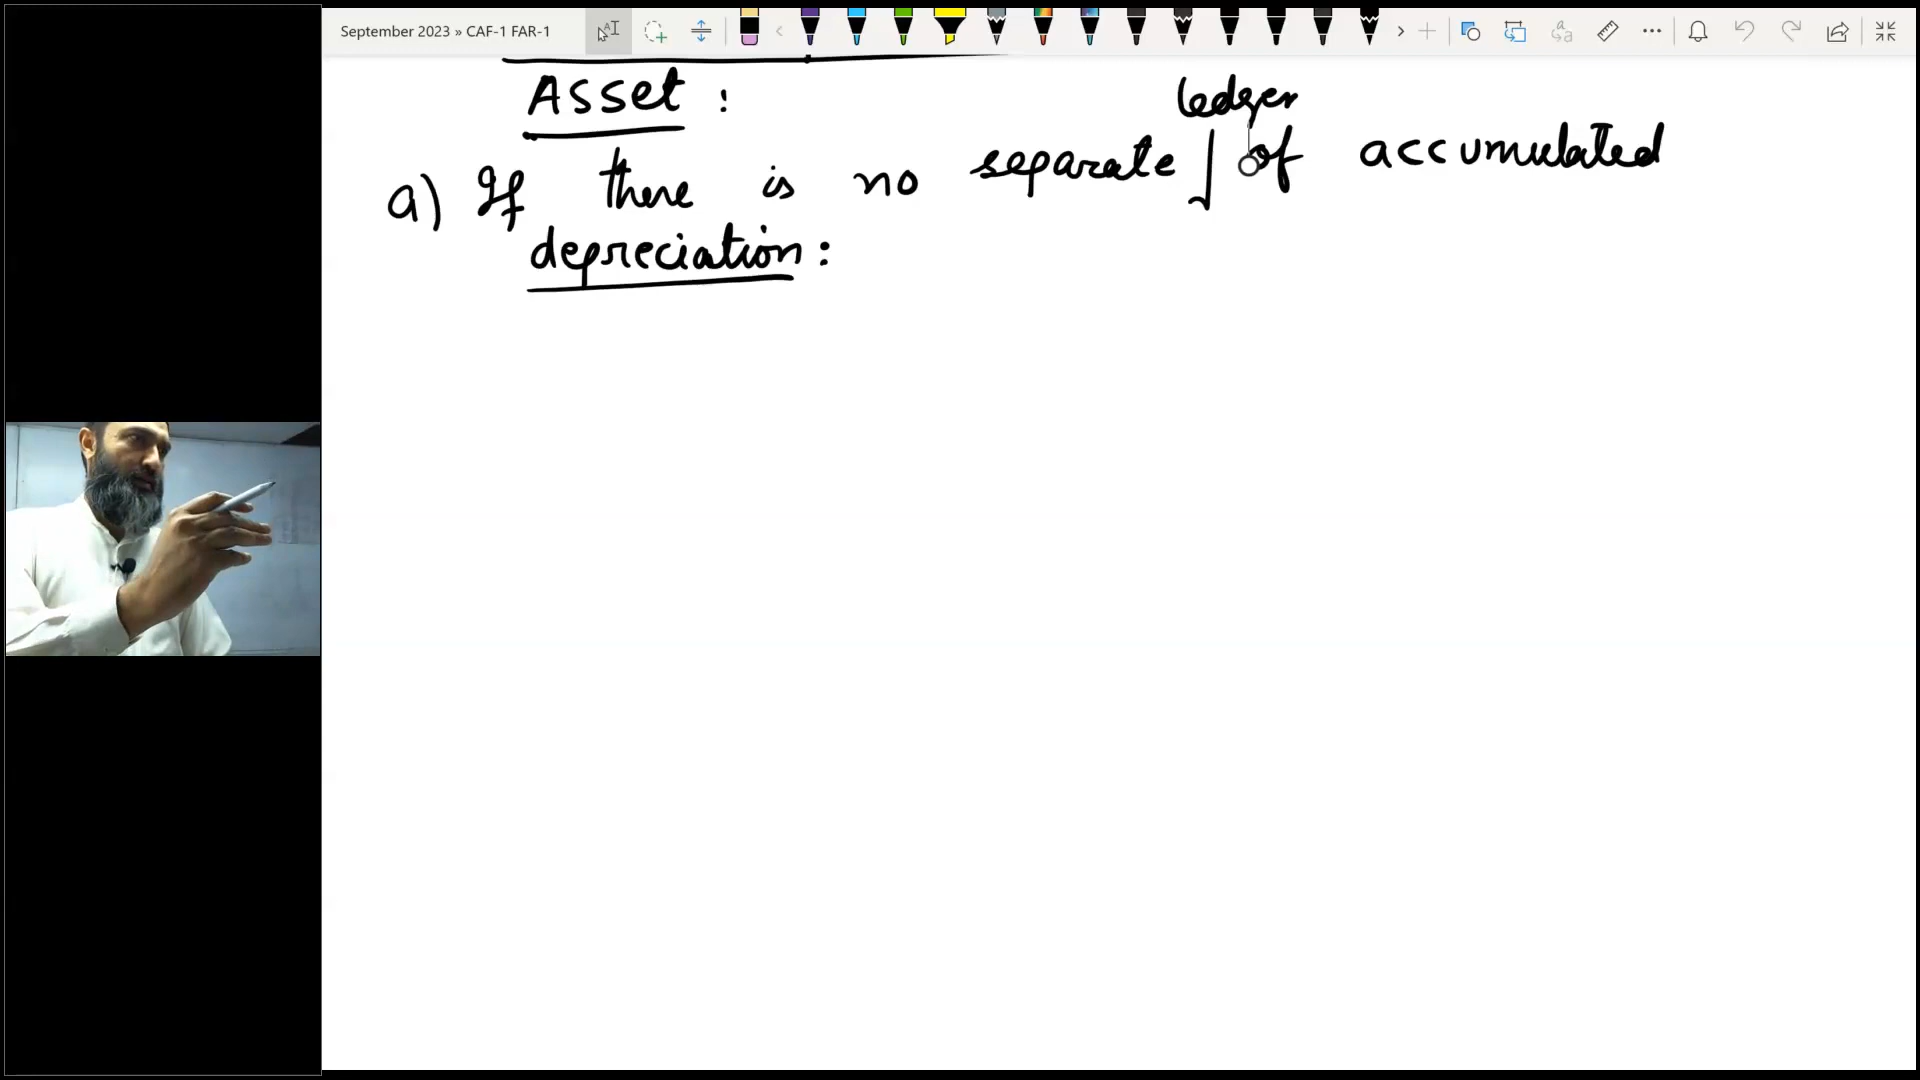 September 2023 » CAF-1 FAR-1
Asset :
a) If there is no separate ledger of accumulated
depreciation: